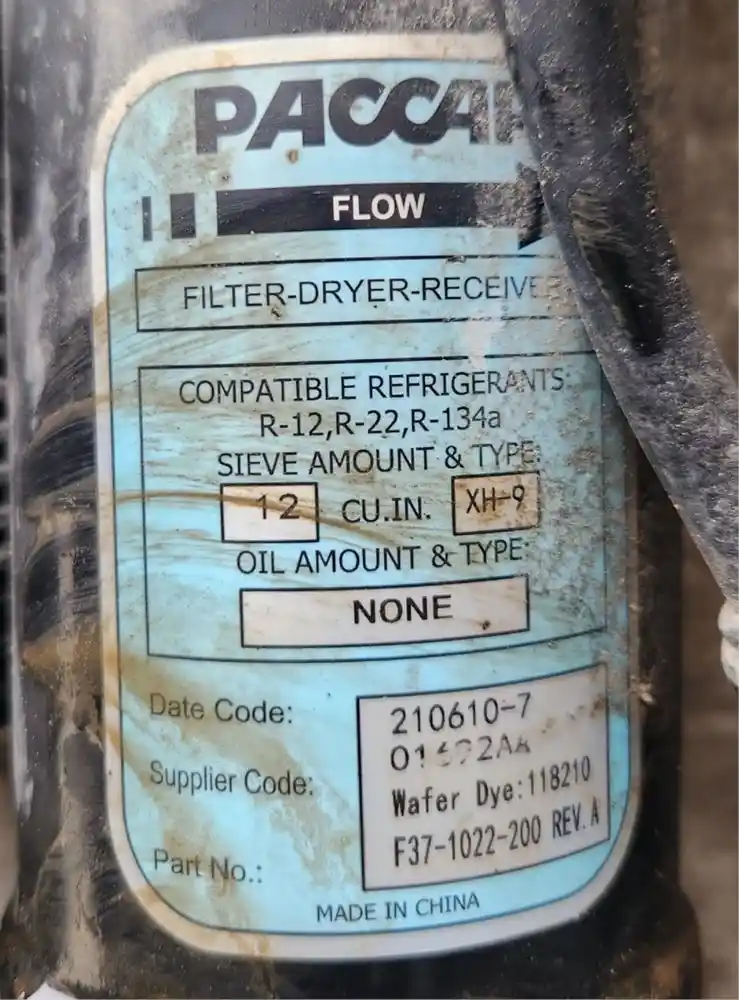 PACCAR
FLOW
FILTER-DRYER-RECEIVER
COMPATIBLE REFRIGERANTS:
R-12,R-22,R-134a
SIEVE AMOUNT & TYPE:
12 CU.IN. XH-9
OIL AMOUNT & TYPE:
NONE
Date Code: 210610-7
Supplier Code:
Wafer Dye:118210
Part No.: F37-1022-200 REV.A
MADE IN CHINA